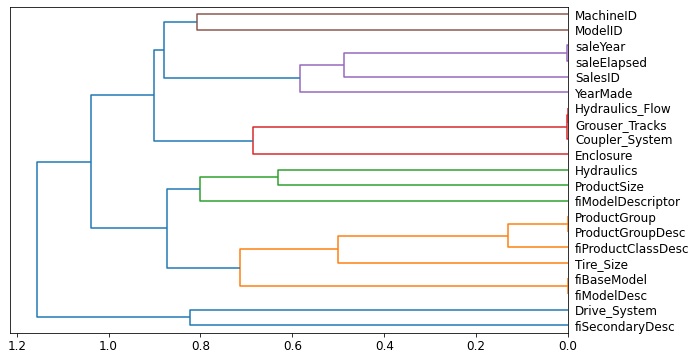 MachineID
ModelID
saleYear
saleElapsed
SalesID
YearMade
Hydraulics_Flow
Grouser_Tracks
Coupler_System
Enclosure
Hydraulics
ProductSize
fiModelDescriptor
ProductGroup
ProductGroupDesc
fiProductClassDesc
Tire_Size
fiBaseModel
fiModelDesc
Drive_System
fiSecondaryDesc
1.2 1.0 0.8 0.6 0.4 0.2 0.0